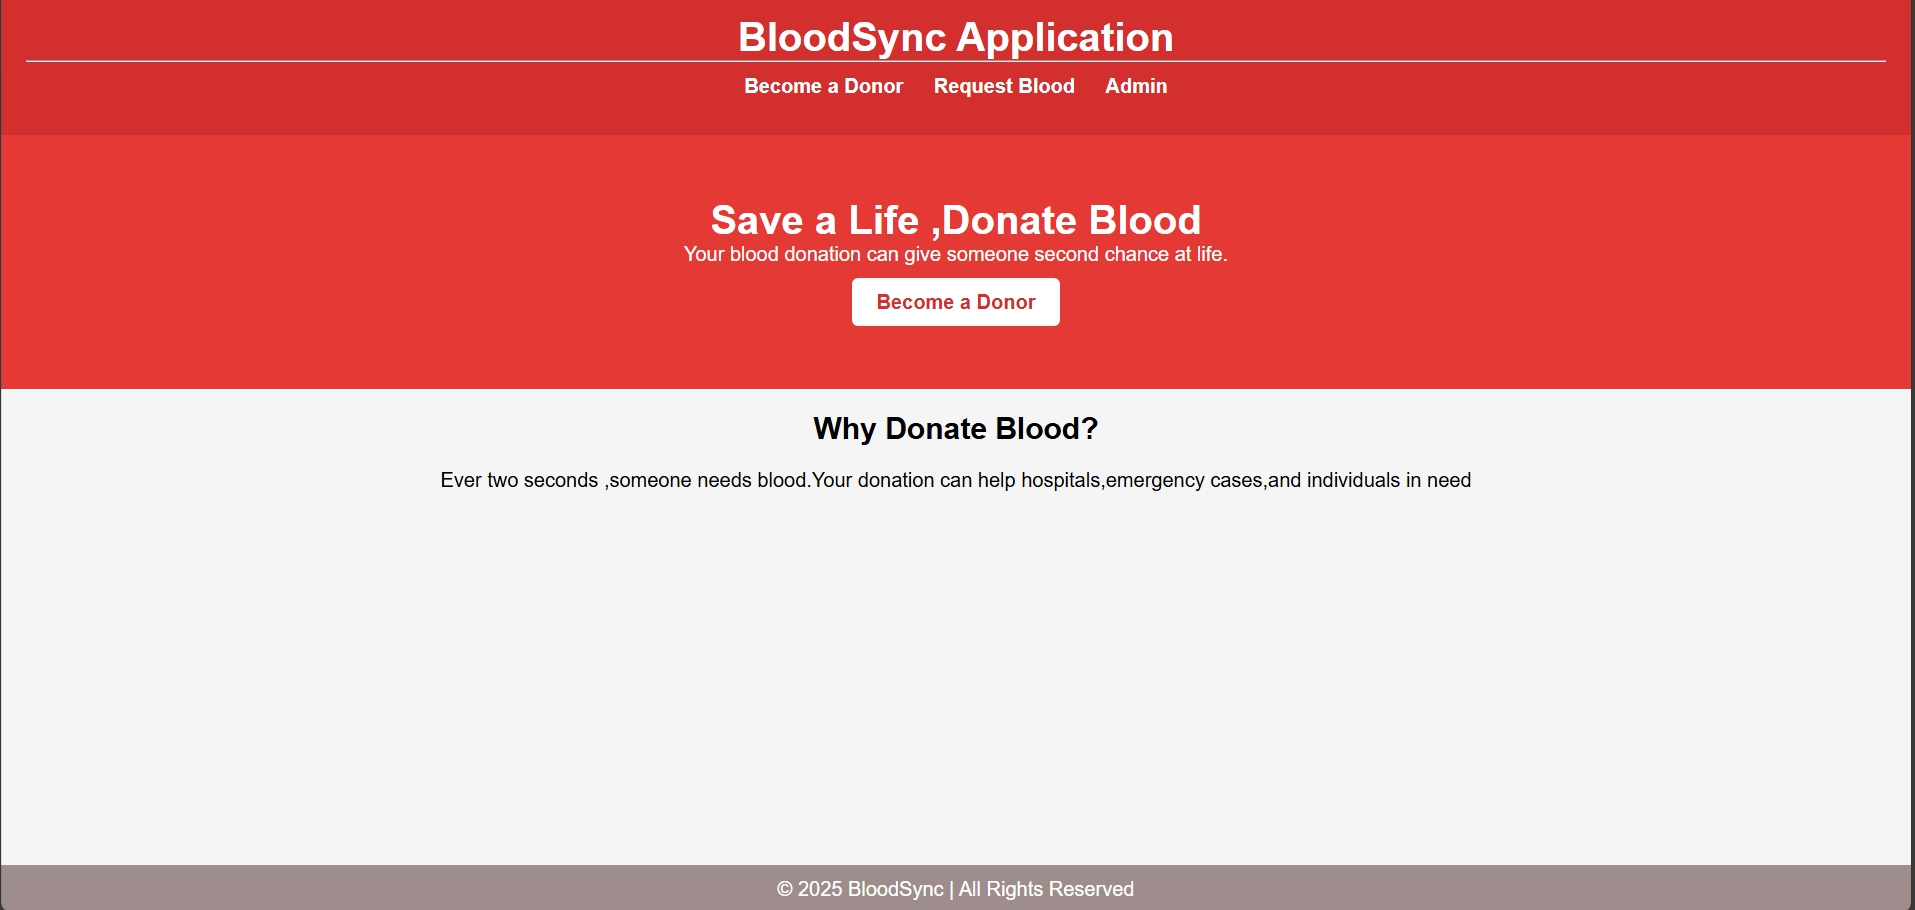 BloodSync Application
Become a Donor Request Blood Admin
Save a Life ,Donate Blood
Your blood donation can give someone second chance at life.
Become a Donor
Why Donate Blood?
Ever two seconds ,someone needs blood.Your donation can help hospitals,emergency cases,and individuals in need
© 2025 BloodSync | All Rights Reserved